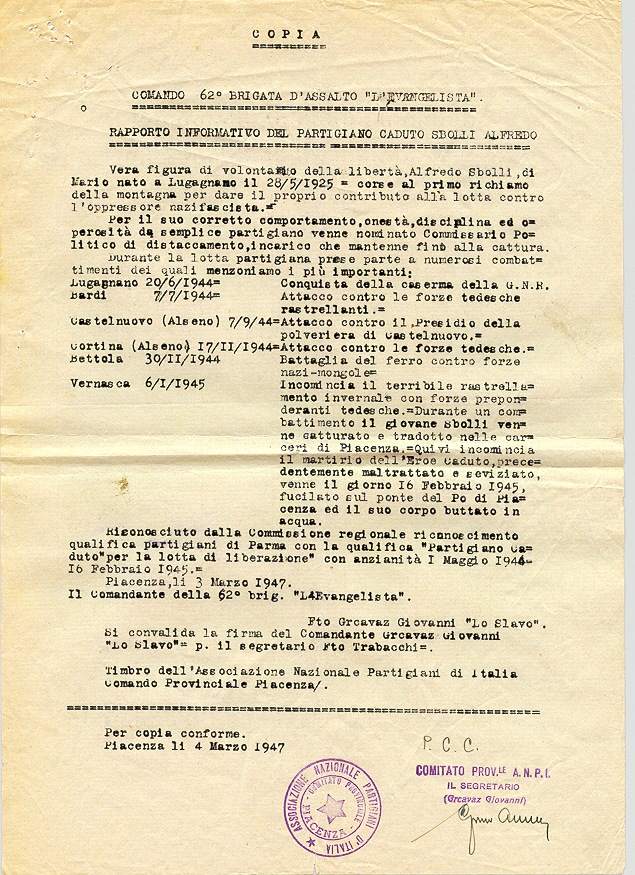 COPIA
COMANDO 62° BRIGATA D'ASSALTO "L'EVANGELISTA".
RAPPORTO INFORMATIVO DEL PARTIGIANO CADUTO SBOLLI ALFREDO
Vera figura di volontario della libertà,Alfredo Sbolli,di
Mario nato a Lugagnano il 28/5/1925 = corse al primo richiamo
della montagna per dare il proprio contributo alla lotta contro
l'oppressore nazifascista.=
Per il suo corretto comportamento,onestà,disciplina ed o=
perosità da semplice partigiano venne nominato Commissario Po=
litico di distaccamento,incarico che mantenne fino alla cattura.
Durante la lotta partigiana prese parte a numerosi combat=
timenti dei quali menzoniamo i più importanti:
Lugagnano 20/6/1944= Conquista della caserma della G.N.R.
Bardi 7/7/1944= Attacco contro le forze tedesche
rastrellanti.=
Castelnuovo (Alseno) 7/9/44=Attacco contro il Presidio della
polveriera di Castelnuovo.=
Cortina (Alseno) I7/II/1944=Attacco contro le forze tedesche.=
Bettola 30/II/1944 Battaglia del ferro contro forze
nazi-mongole=
Vernasca 6/I/1945 Incomincia il terribile rastrella=
mento invernale con forze prepon=
deranti tedesche.=Durante un com=
battimento il giovane Sbolli ven=
ne catturato e tradotto nelle car=
ceri di Piacenza.=Quivi incomincia
il martirio dell'Eroe Caduto,prece=
dentemente maltrattato e seviziato,
venne il giorno I6 Febbraio I945,
fucilato sul ponte del Po di Pia=
cenza ed il suo corpo buttato in
acqua.
Risonosciuto dalla Commissione regionale riconoscimento
qualifica partigiani di Parma con la qualifica "Partigiano Ca=
duto"per la lotta di liberazione" con anzianità I Maggio I944-
I6 Febbraio I945.=
Piacenza,li 3 Marzo I947.
Il Comandante della 62° brig. "L'Evangelista".
Fto Grcavaz Giovanni "Lo Slavo".
Si convalida la firma del Comandante Grcavaz Giovanni
"Lo Slavo"= p. il segretario Fto Trabacchi=.
Timbro dell'Associazione Nazionale Partigiani di Italia
Comando Provinciale Piacenza/.
Per copia conforme.
Piacenza li 4 Marzo I947
P.C.C.
COMITATO PROV.LE A.N.P.I.
IL SEGRETARIO
(Grcavaz Giovanni)
ASSOCIAZIONE NAZIONALE PARTIGIANI D'ITALIA
COMITATO PROVINCIALE
PIACENZA